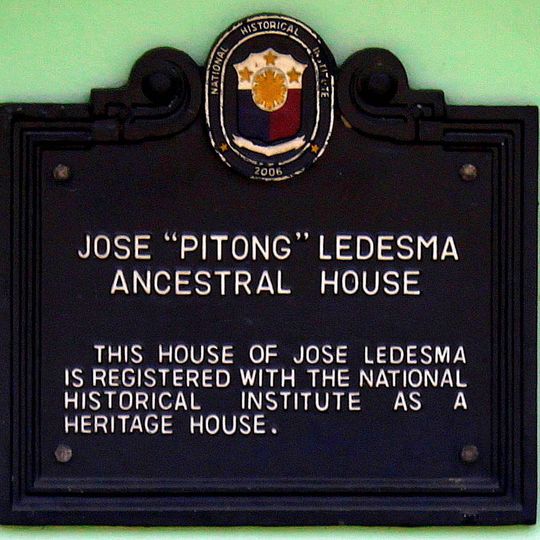 NATIONAL HISTORICAL INSTITUTE
2006
JOSE “PITONG” LEDESMA
ANCESTRAL HOUSE
THIS HOUSE OF JOSE LEDESMA
IS REGISTERED WITH THE NATIONAL
HISTORICAL INSTITUTE AS A
HERITAGE HOUSE.